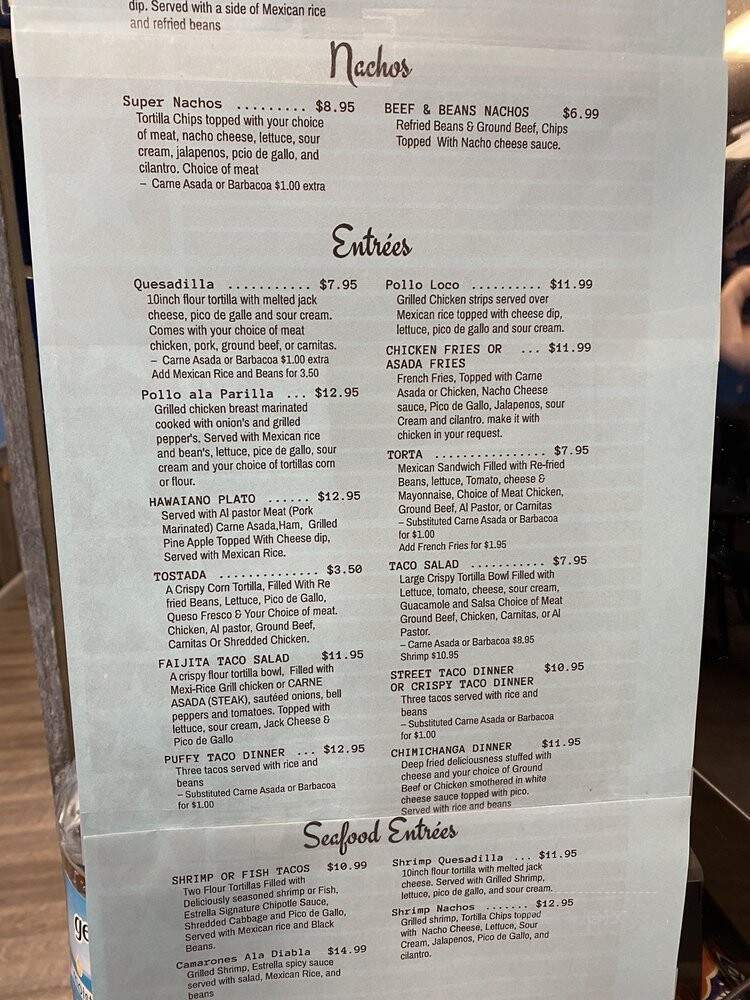 dip. Served with a side of Mexican rice
and refried beans
Nachos
Super Nachos ......... $8.95
Tortilla Chips topped with your choice
of meat, nacho cheese, lettuce, sour
cream, jalapenos, pcio de gallo, and
cilantro. Choice of meat
– Carne Asada or Barbacoa $1.00 extra
BEEF & BEANS NACHOS $6.99
Refried Beans & Ground Beef, Chips
Topped With Nacho cheese sauce.
Entrées
Quesadilla ........... $7.95
10inch flour tortilla with melted jack
cheese, pico de galle and sour cream.
Comes with your choice of meat
chicken, pork, ground beef, or carnitas.
– Carne Asada or Barbacoa $1.00 extra
Add Mexican Rice and Beans for 3.50
Pollo ala Parilla ... $12.95
Grilled chicken breast marinated
cooked with onion's and grilled
pepper's. Served with Mexican rice
and bean's, lettuce, pice de gallo, sour
cream and your choice of tortillas corn
or flour.
HAWAIANO PLATO ...... $12.95
Served with Al pastor Meat (Pork
Marinated) Carne Asada,Ham, Grilled
Pine Apple Topped With Cheese dip,
Served with Mexican Rice.
TOSTADA .............. $3.50
A Crispy Corn Tortilla, Filled With Re
fried Beans, Lettuce, Pico de Gallo,
Queso Fresco & Your Choice of meat.
Chicken, Al pastor, Ground Beef,
Carnitas Or Shredded Chicken.
FAIJITA TACO SALAD $11.95
A crispy flour tortilla bowl, Filled with
Mexi-Rice Grill chicken or CARNE
ASADA (STEAK), sautéed onions, bell
peppers and tomatoes. Topped with
lettuce, sour cream, Jack Cheese &
Pico de Gallo
PUFFY TACO DINNER ... $12.95
Three tacos served with rice and
beans
– Substituted Carne Asada or Barbacoa
for $1.00
Pollo Loco .......... $11.99
Grilled Chicken strips served over
Mexican rice topped with cheese dip,
lettuce, pico de gallo and sour cream.
CHICKEN FRIES OR ... $11.99
ASADA FRIES
French Fries, Topped with Carne
Asada or Chicken, Nacho Cheese
sauce, Pico de Gallo, Jalapenos, sour
Cream and cilantro. make it with
chicken in your request.
TORTA ................ $7.95
Mexican Sandwich Filled with Re-fried
Beans, lettuce, Tomato, cheese &
Mayonnaise, Choice of Meat Chicken,
Ground Beef, Al Pastor, or Carnitas
– Substituted Carne Asada or Barbacoa
for $1.00
Add French Fries for $1.95
TACO SALAD ........... $7.95
Large Crispy Tortilla Bowl Filled with
Lettuce, tomato, cheese, sour cream,
Guacamole and Salsa Choice of Meat
Ground Beef, Chicken, Carnitas, or Al
Pastor.
– Carne Asada or Barbacoa $8.95
Shrimp $10.95
STREET TACO DINNER $10.95
OR CRISPY TACO DINNER
Three tacos served with rice and
beans
– Substituted Carne Asada or Barbacoa
for $1.00
CHIMICHANGA DINNER $11.95
Deep fried deliciousness stuffed with
cheese and your choice of Ground
Beef or Chicken smothered in white
cheese sauce topped with pico.
Served with rice and beans
Seafood Entrées
SHRIMP OR FISH TACOS $10.99
Two Flour Tortillas Filled with
Deliciously seasoned shrimp or Fish,
Estrella Signature Chipotle Sauce,
Shredded Cabbage and Pico de Gallo,
Served with Mexican rice and Black
Beans.
Camarones Ala Diabla $14.99
Grilled Shrimp, Estrella spicy sauce
served with salad, Mexican Rice, and
beans
Shrimp Quesadilla ... $11.95
10inch flour tortilla with melted jack
cheese. Served with Grilled Shrimp,
lettuce, pico de gallo, and sour cream.
Shrimp Nachos ....... $12.95
Grilled shrimp, Tortilla Chips topped
with Nacho Cheese, Lettuce, Sour
Cream, Jalapenos, Pico de Gallo, and
cilantro.
ge